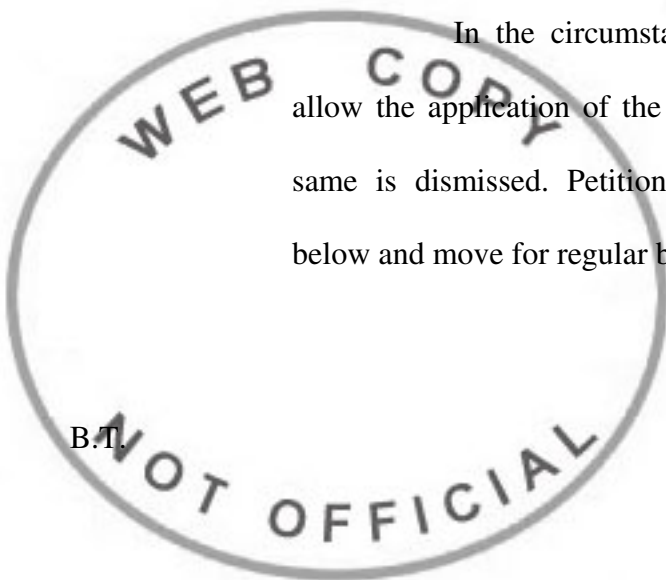 In the circumsta
allow the application of the
same is dismissed. Petition
below and move for regular b
B.T.
WEB COPY
NOT OFFICIAL